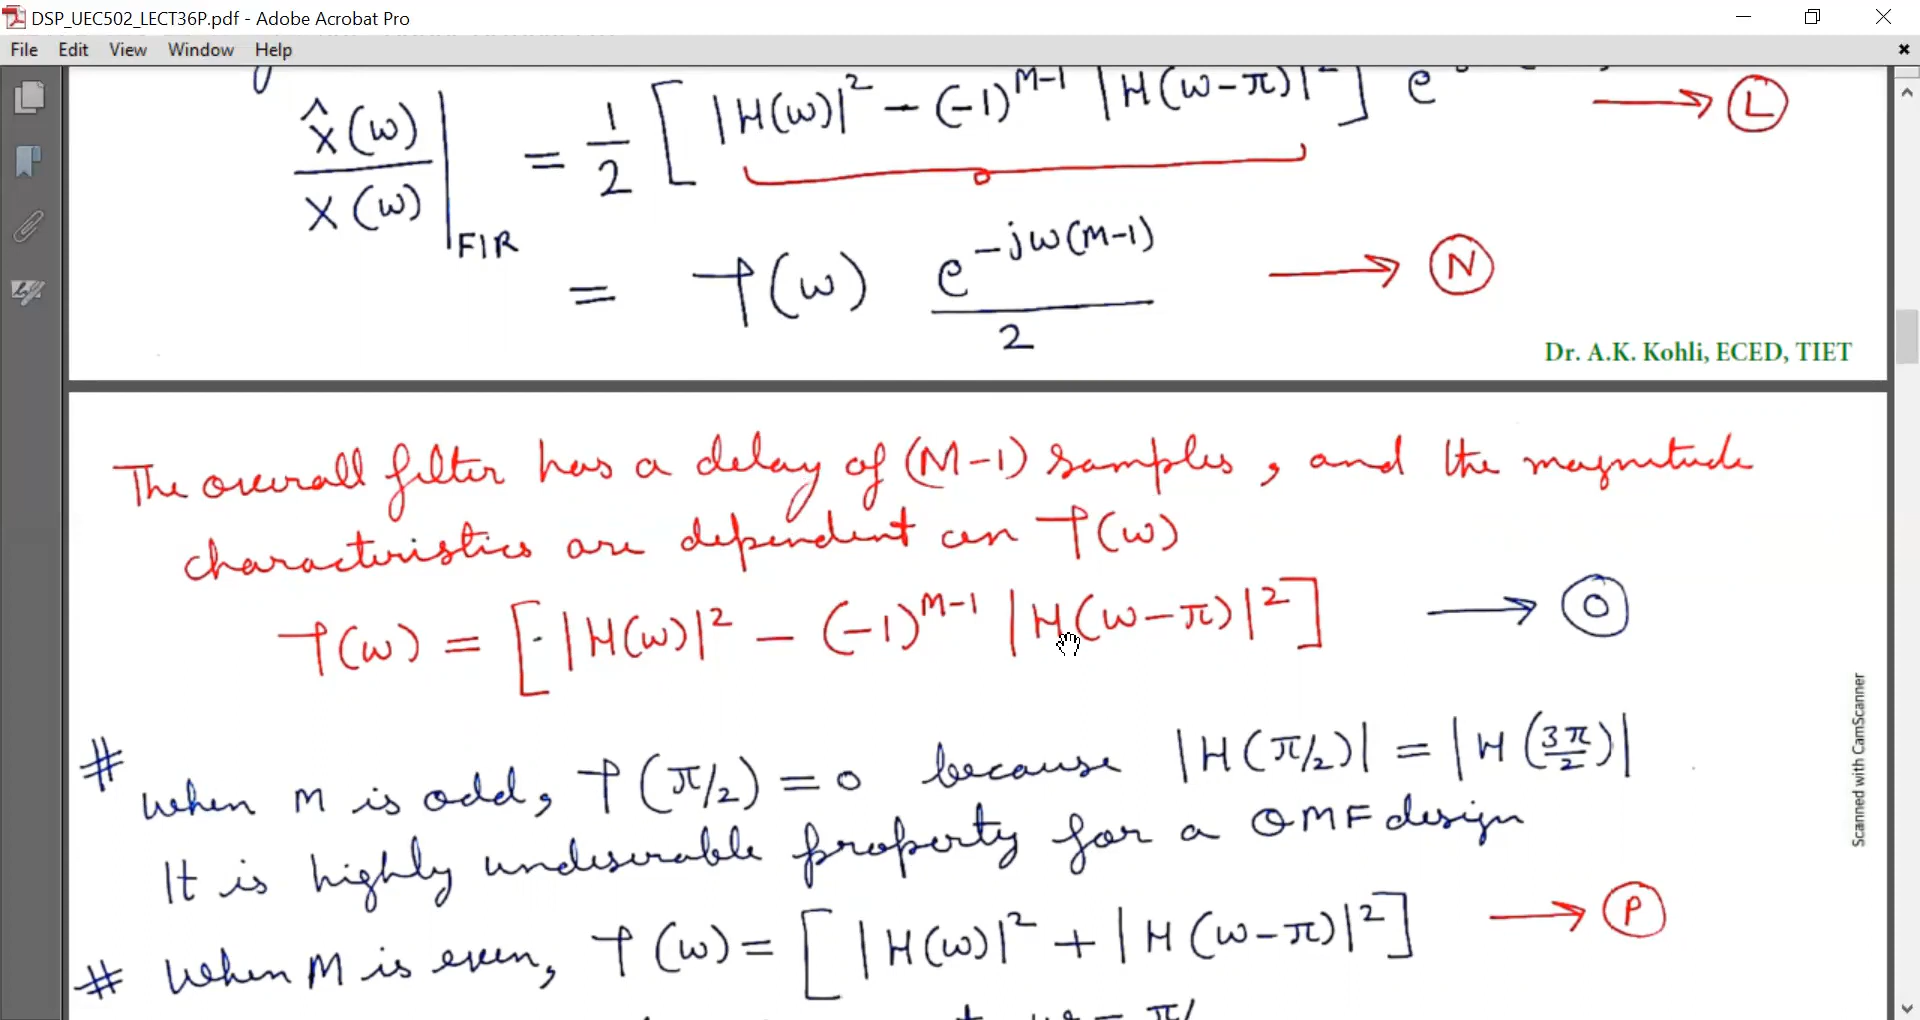 DSP_UEC502_LECT36P.pdf - Adobe Acrobat Pro
File Edit View Window Help
X̂(ω)/X(ω)|FIR = 1/2 [ |H(ω)|² - (-1)^(M-1) |H(ω-π)|² ] e → (L)
= T(ω) e^(-jω(M-1))/2 → (N)
Dr. A.K. Kohli, ECED, TIET
The overall filter has a delay of (M-1) samples, and the magnitude
characteristics are dependent on T(ω)
T(ω) = [ |H(ω)|² - (-1)^(M-1) |H(ω-π)|² ] → (O)
# When M is odd, T(π/2) = 0 because |H(π/2)| = |H(3π/2)|
It is highly undesirable property for a QMF design
# When M is even, T(ω) = [ |H(ω)|² + |H(ω-π)|² ] → (P)
Scanned with CamScanner